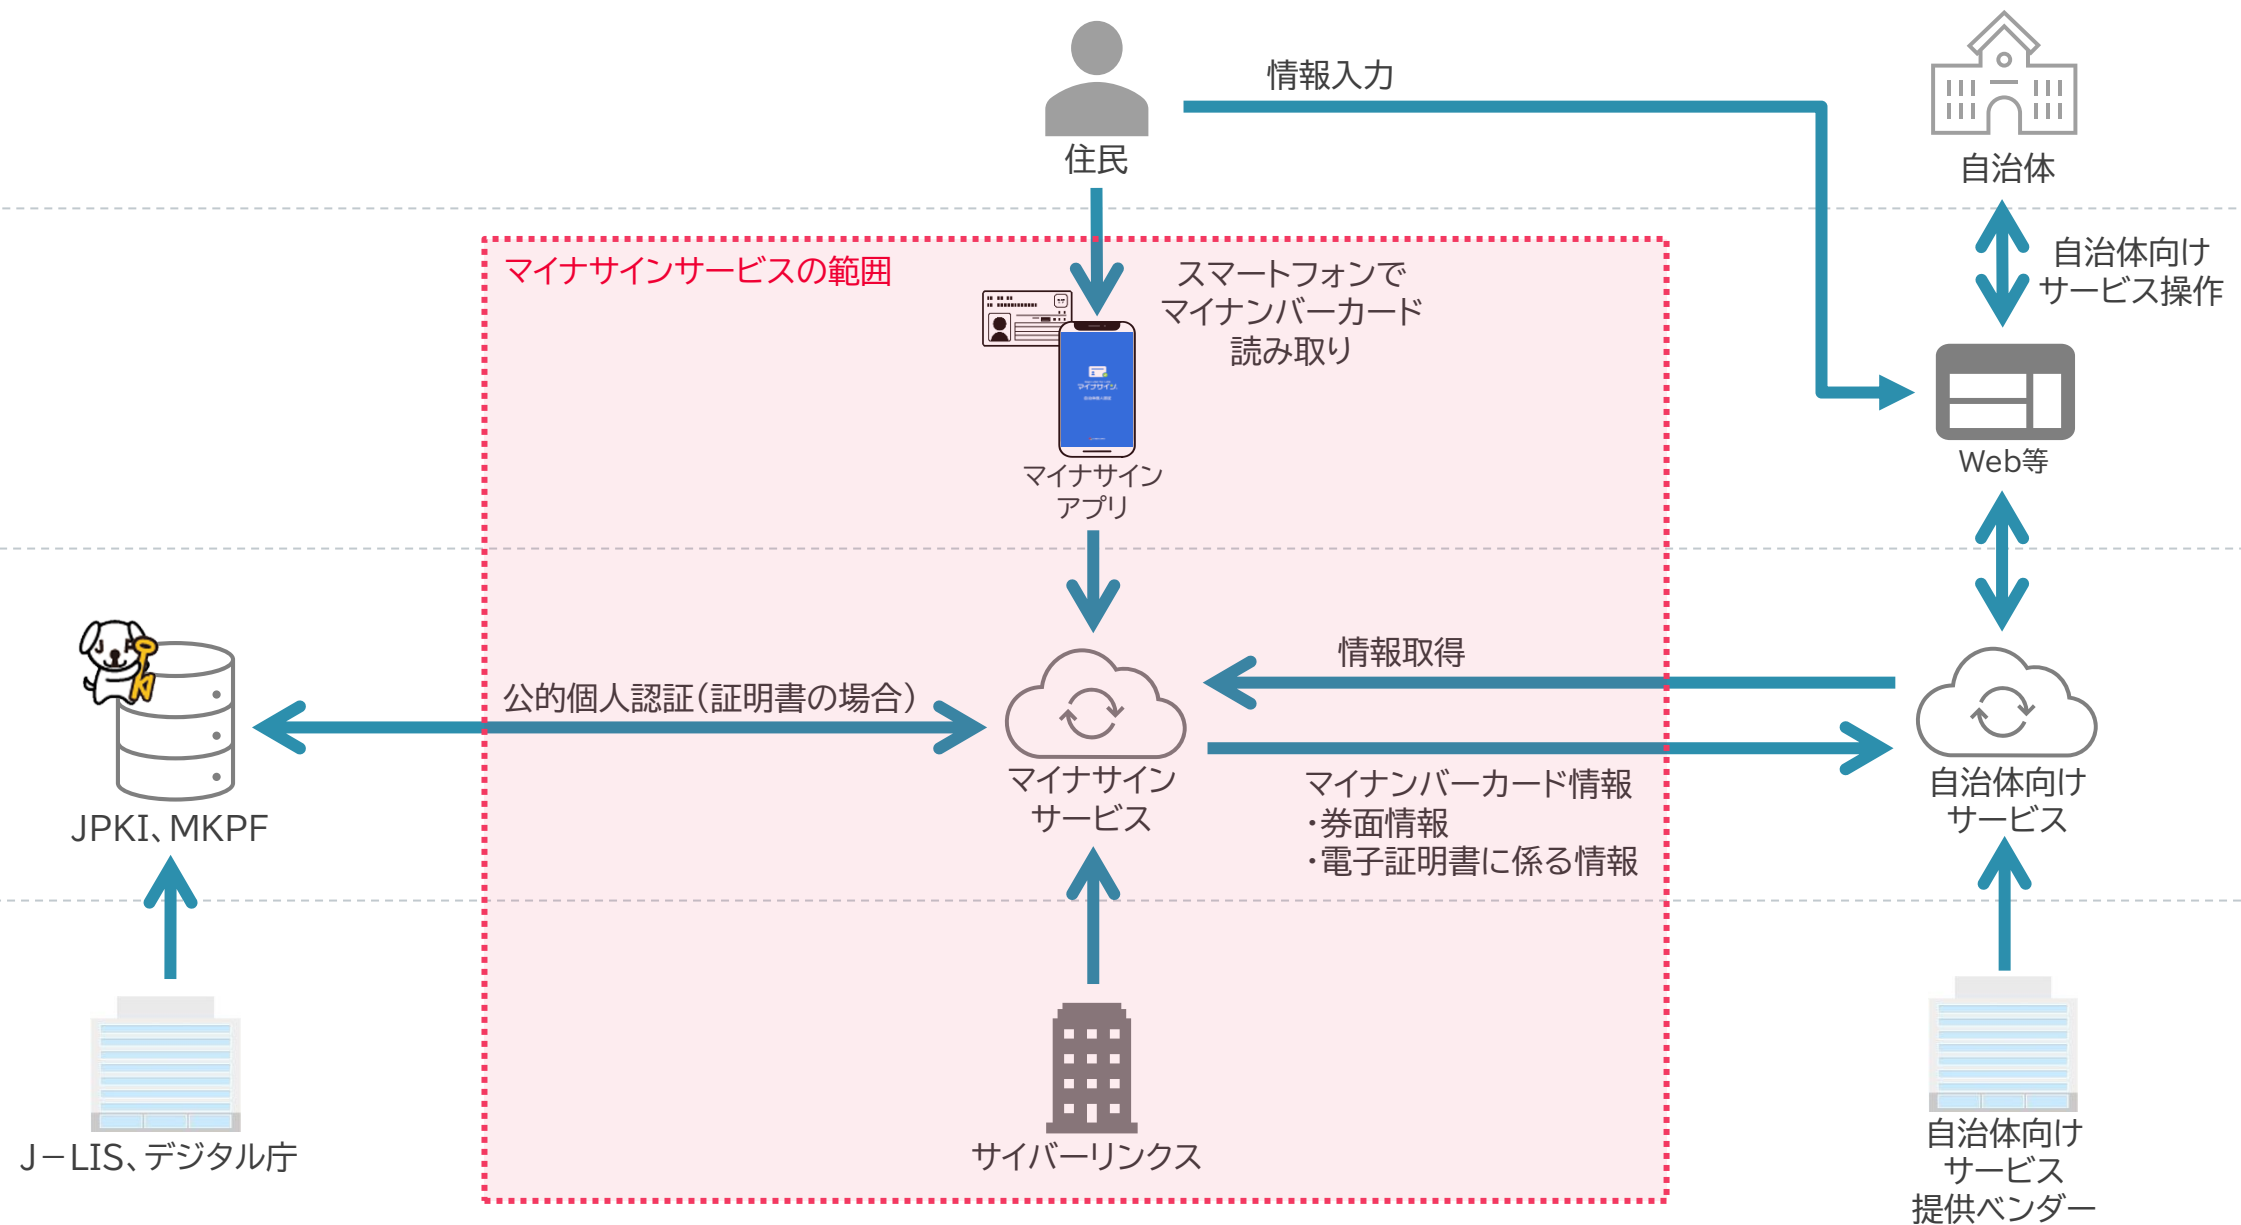 情報入力
住民
自治体
マイナサインサービスの範囲
スマートフォンで
マイナンバーカード
読み取り
自治体向け
サービス操作
マイナサイン
マイナサイン
アプリ
Web等
情報取得
公的個人認証（証明書の場合）
マイナサイン
サービス
マイナンバーカード情報
・券面情報
・電子証明書に係る情報
自治体向け
サービス
JPKI、MKPF
J－LIS、デジタル庁
サイバーリンクス
自治体向け
サービス
提供ベンダー